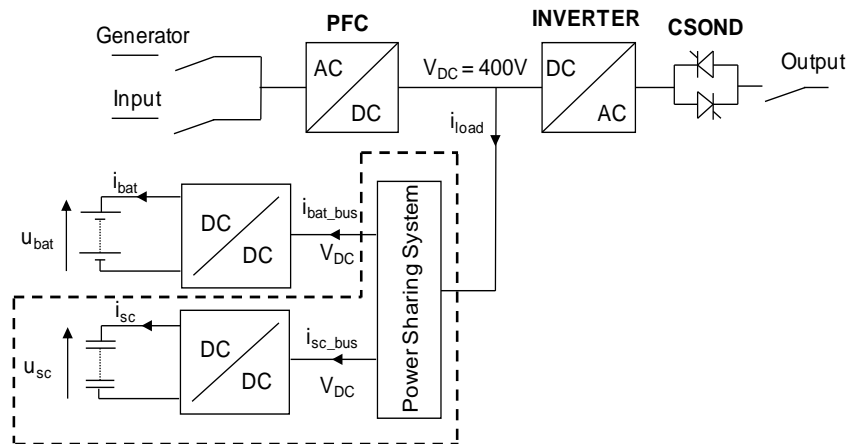 PFC
INVERTER
CSOND
Generator
Input
AC
DC
V_DC = 400V
DC
AC
Output
i_load
i_bat
u_bat
DC
DC
i_bat_bus
V_DC
Power Sharing System
i_sc
u_sc
DC
DC
i_sc_bus
V_DC